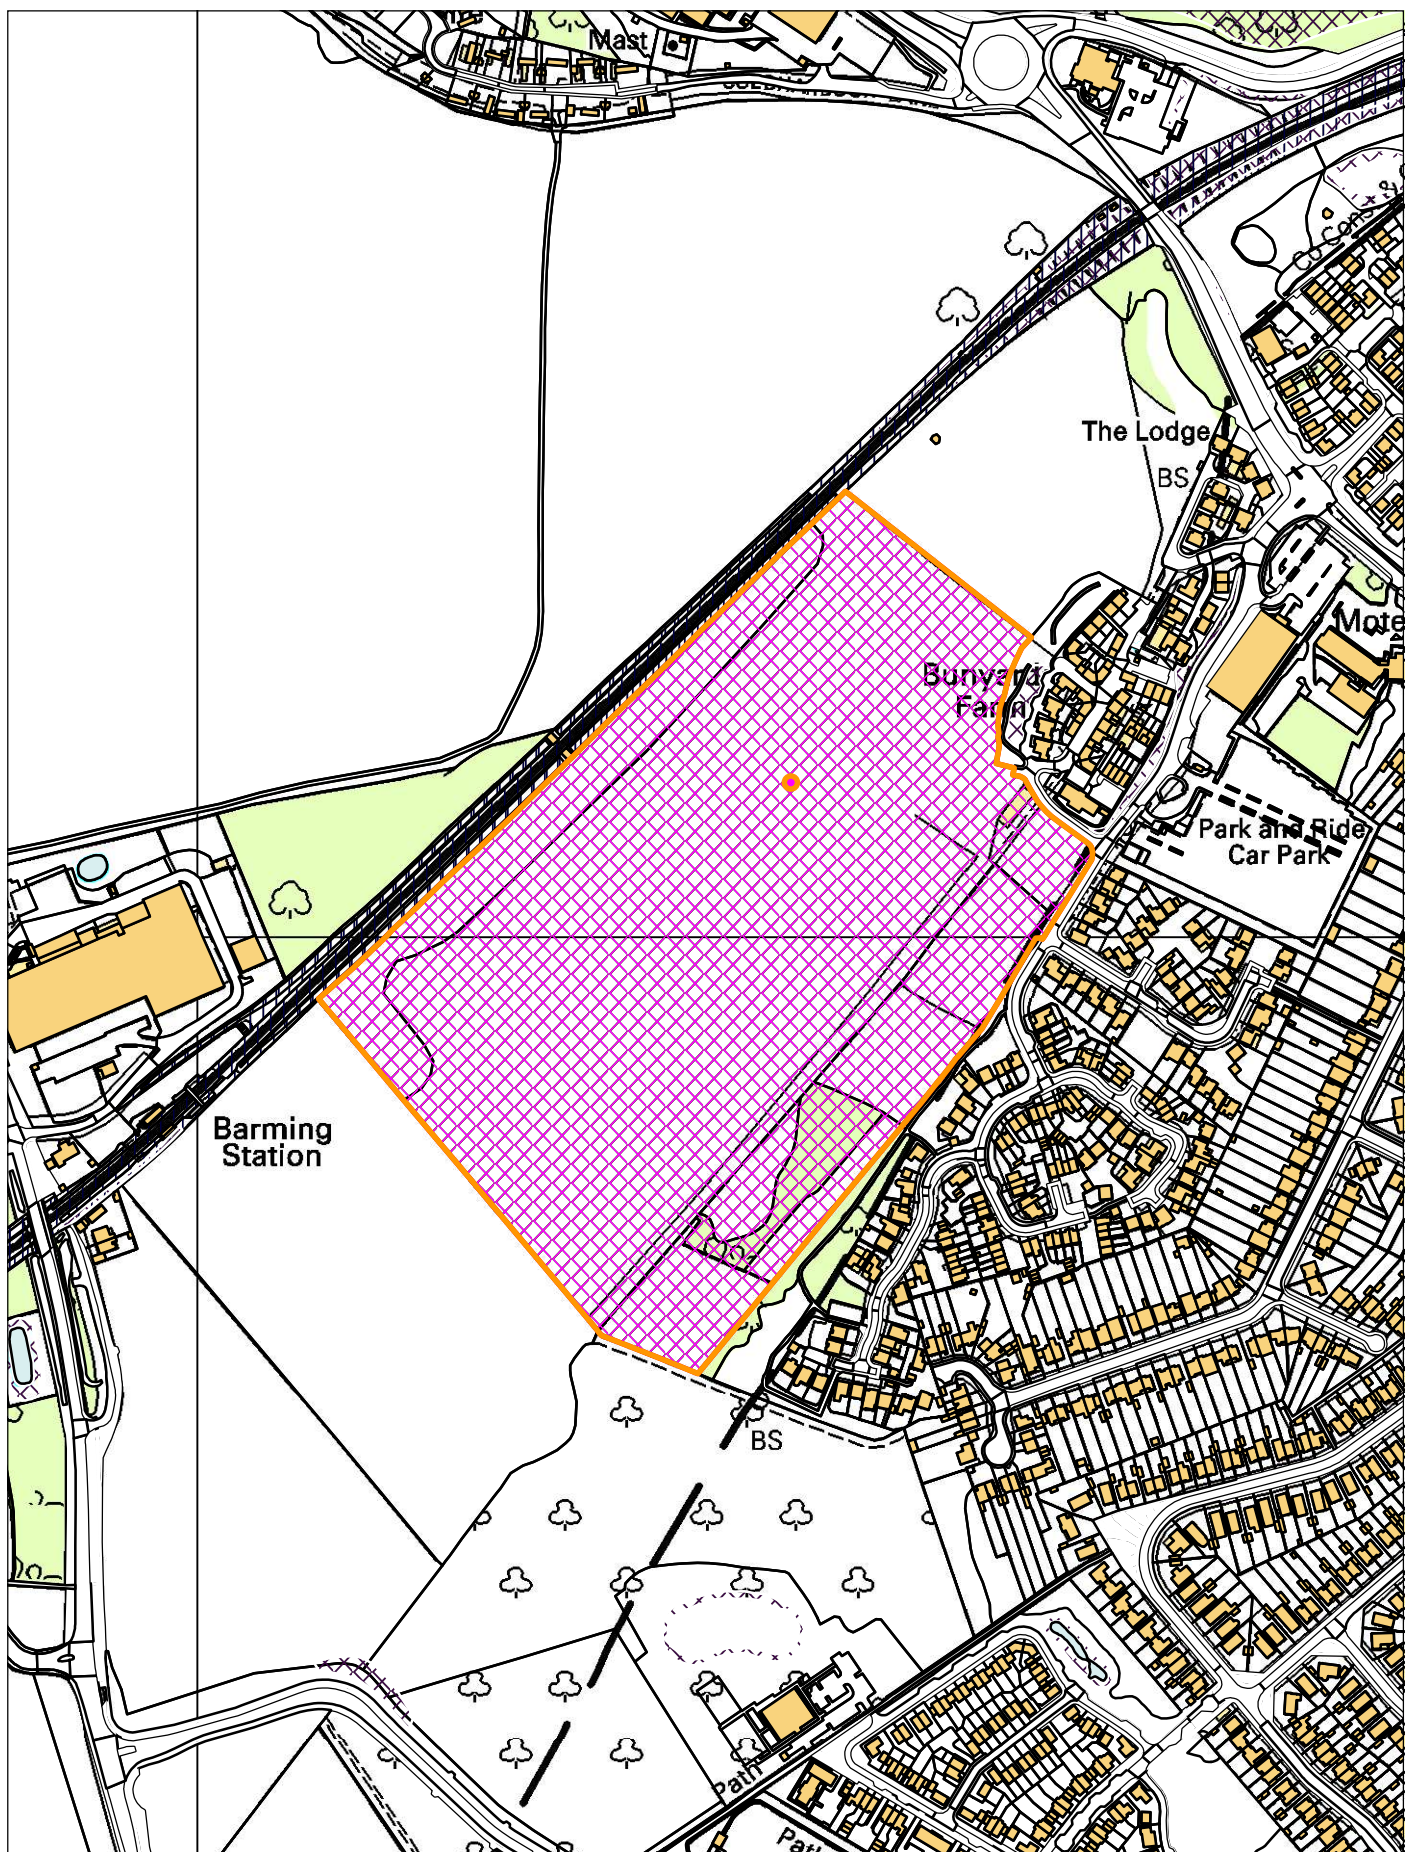 Mast
The Lodge
BS
Mote
Bunyard
Farm
Park and Ride
Car Park
Barming
Station
BS
Path
Path